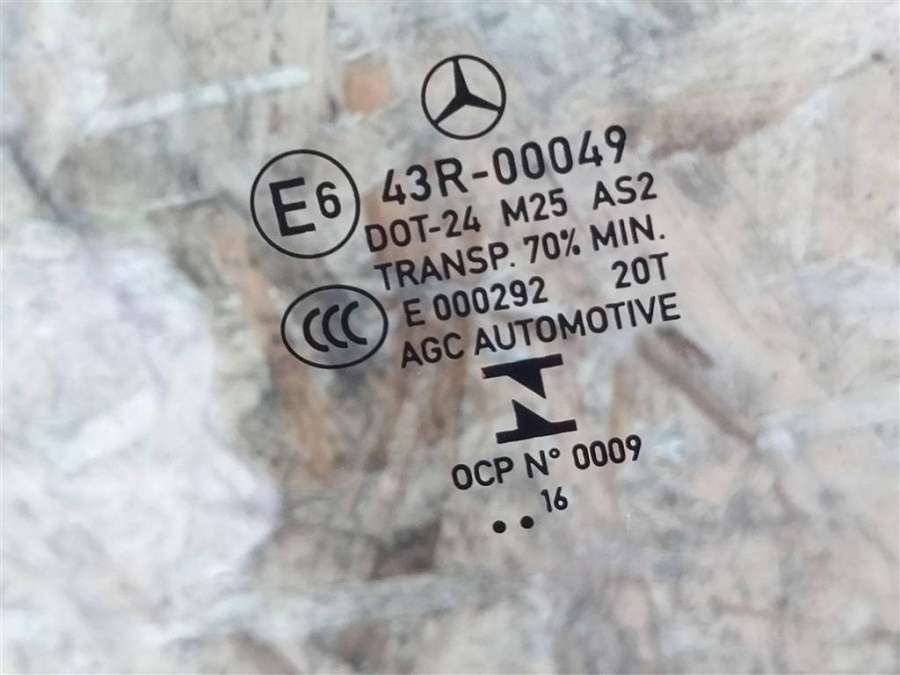 43R-00049
E6
DOT-24 M25 AS2
TRANSP. 70% MIN.
E 000292 20T
CCC
AGC AUTOMOTIVE
OCP N° 0009
.. 16